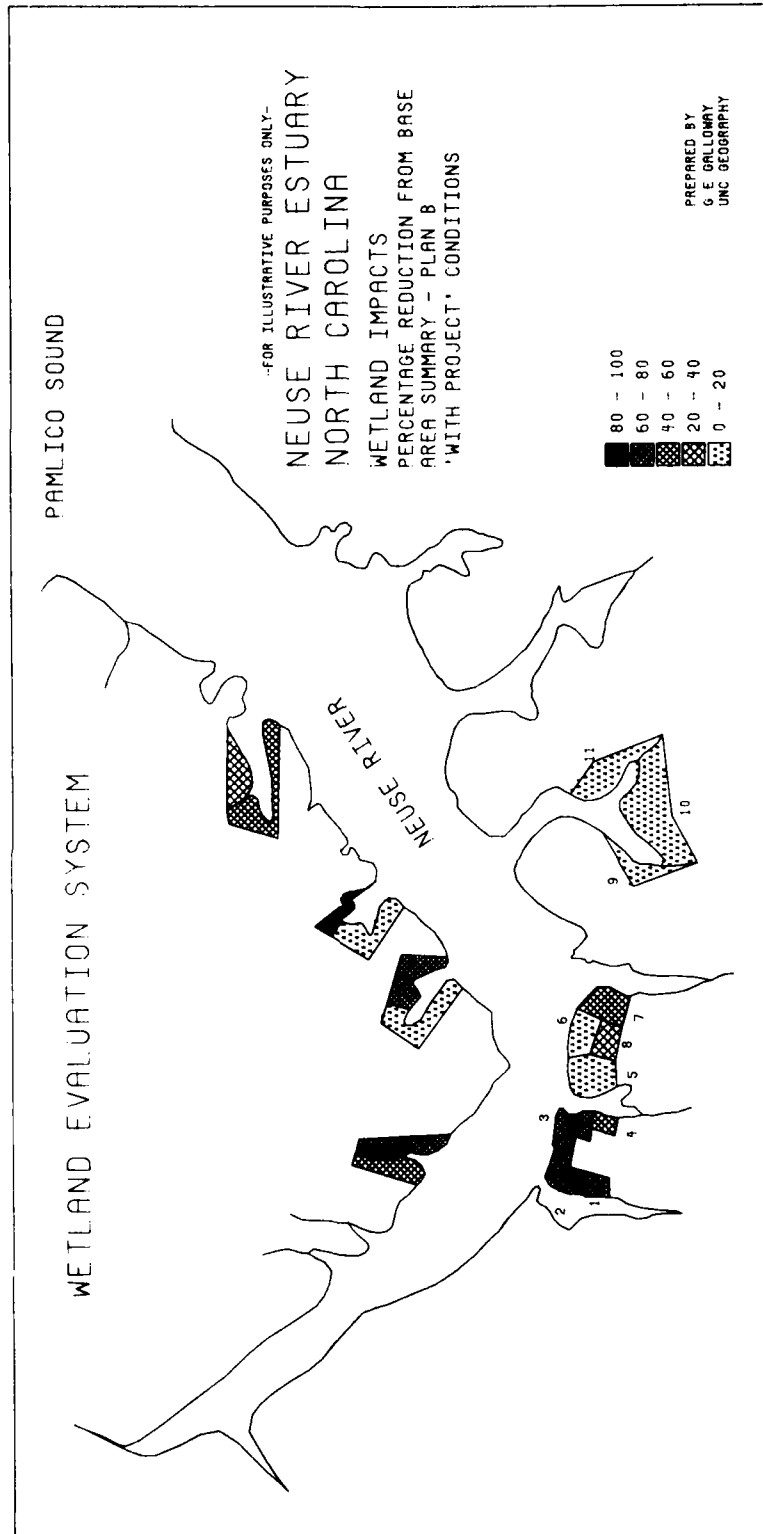 WETLAND EVALUATION SYSTEM
PAMLICO SOUND
NEUSE RIVER
-FOR ILLUSTRATIVE PURPOSES ONLY-
NEUSE RIVER ESTUARY
NORTH CAROLINA
WETLAND IMPACTS
PERCENTAGE REDUCTION FROM BASE
AREA SUMMARY - PLAN B
'WITH PROJECT' CONDITIONS
80 - 100
60 - 80
40 - 60
20 - 40
0 - 20
PREPARED BY
G E GALLOWAY
UNC GEOGRAPHY
2
1
3
4
5
6
8
7
9
10
11